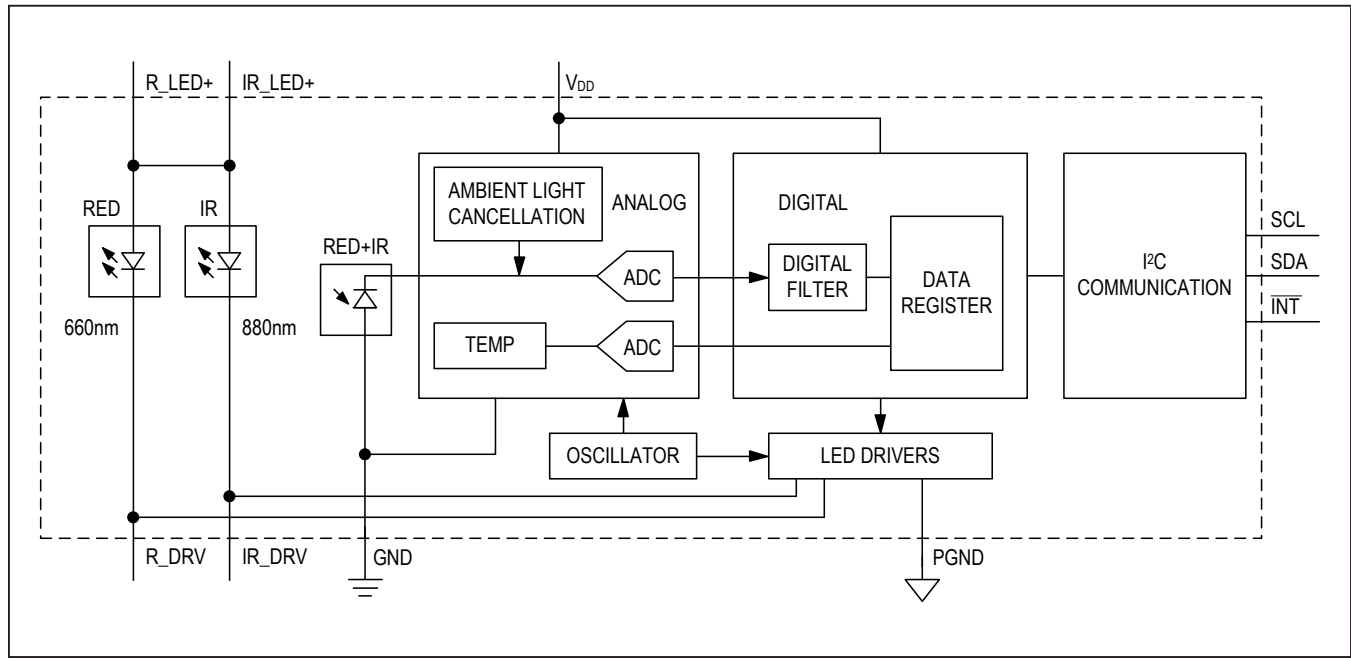 R_LED+
IR_LED+
VDD
RED
IR
660nm
880nm
RED+IR
AMBIENT LIGHT
CANCELLATION
ANALOG
ADC
TEMP
ADC
DIGITAL
DIGITAL
FILTER
DATA
REGISTER
I²C
COMMUNICATION
SCL
SDA
INT
OSCILLATOR
LED DRIVERS
R_DRV
IR_DRV
GND
PGND